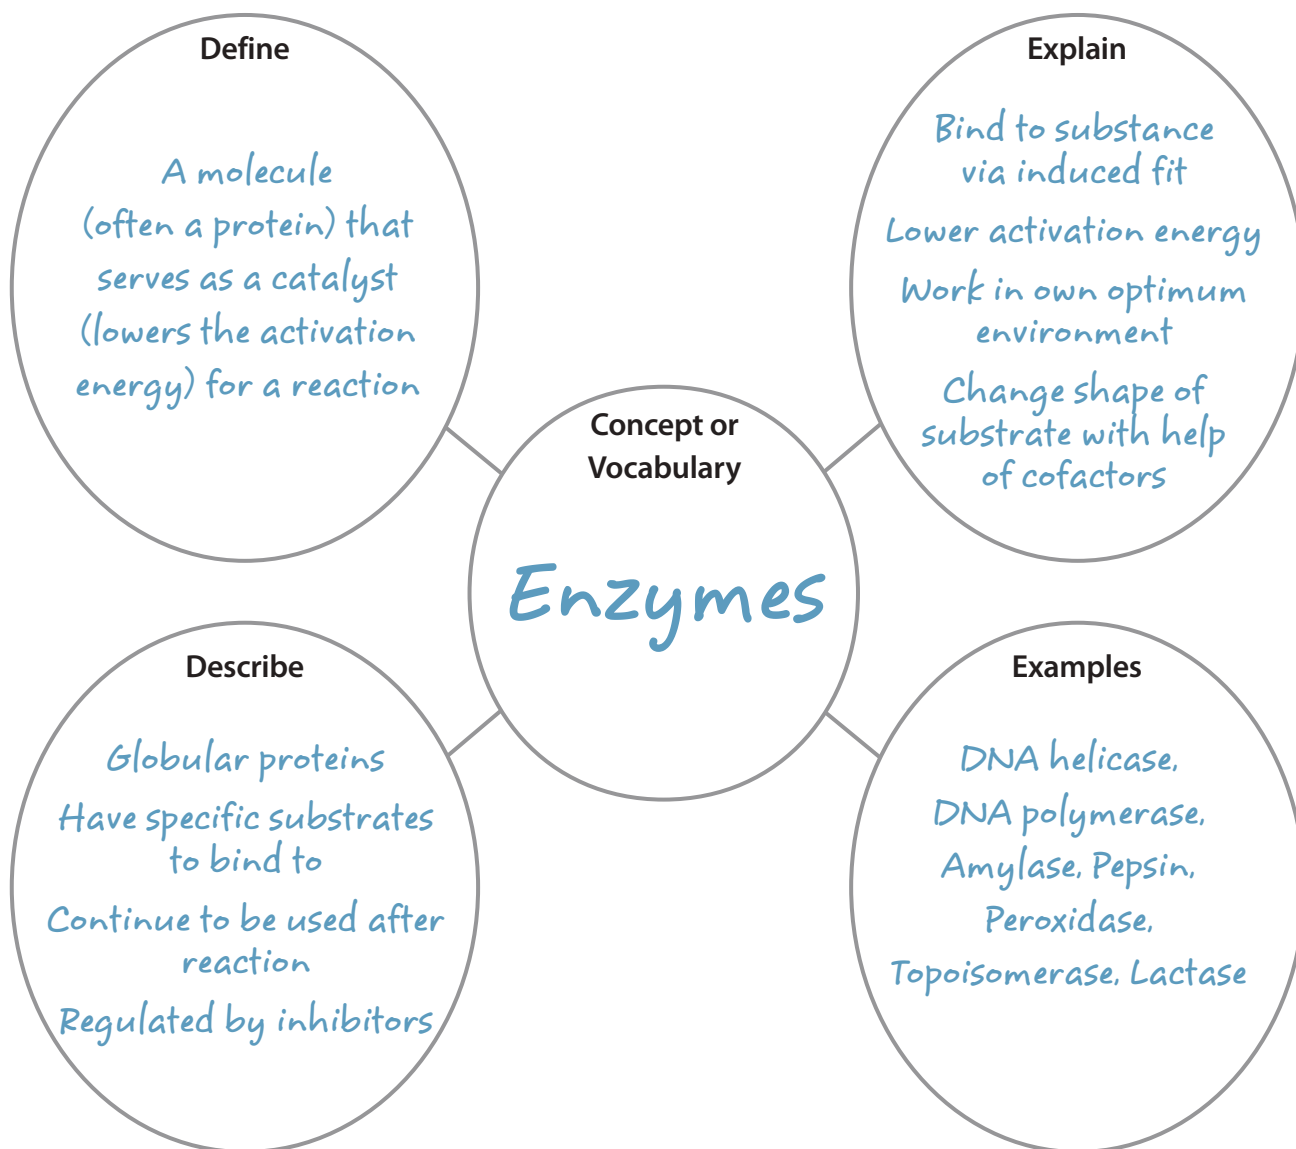 Define
A molecule
(often a protein) that
serves as a catalyst
(lowers the activation
energy) for a reaction
Explain
Bind to substance
via induced fit
Lower activation energy
Work in own optimum
environment
Change shape of
substrate with help
of cofactors
Concept or
Vocabulary
Enzymes
Describe
Globular proteins
Have specific substrates
to bind to
Continue to be used after
reaction
Regulated by inhibitors
Examples
DNA helicase,
DNA polymerase,
Amylase, Pepsin,
Peroxidase,
Topoisomerase, Lactase